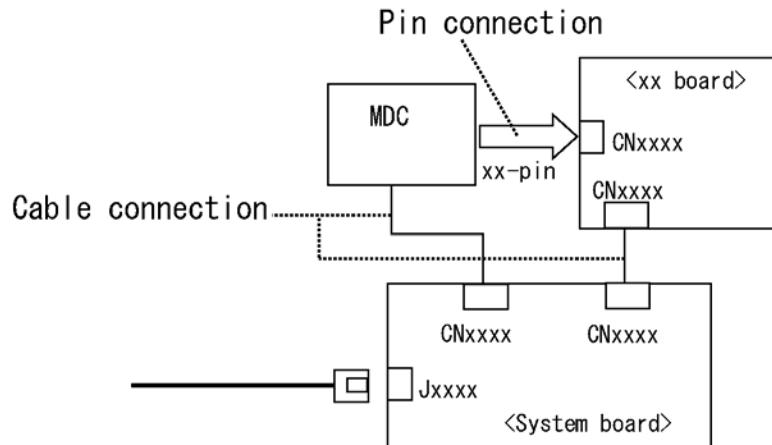 Pin connection
<xx board>
MDC
CNxxxx
xx-pin
CNxxxx
Cable connection
CNxxxx
CNxxxx
Jxxxx
<System board>